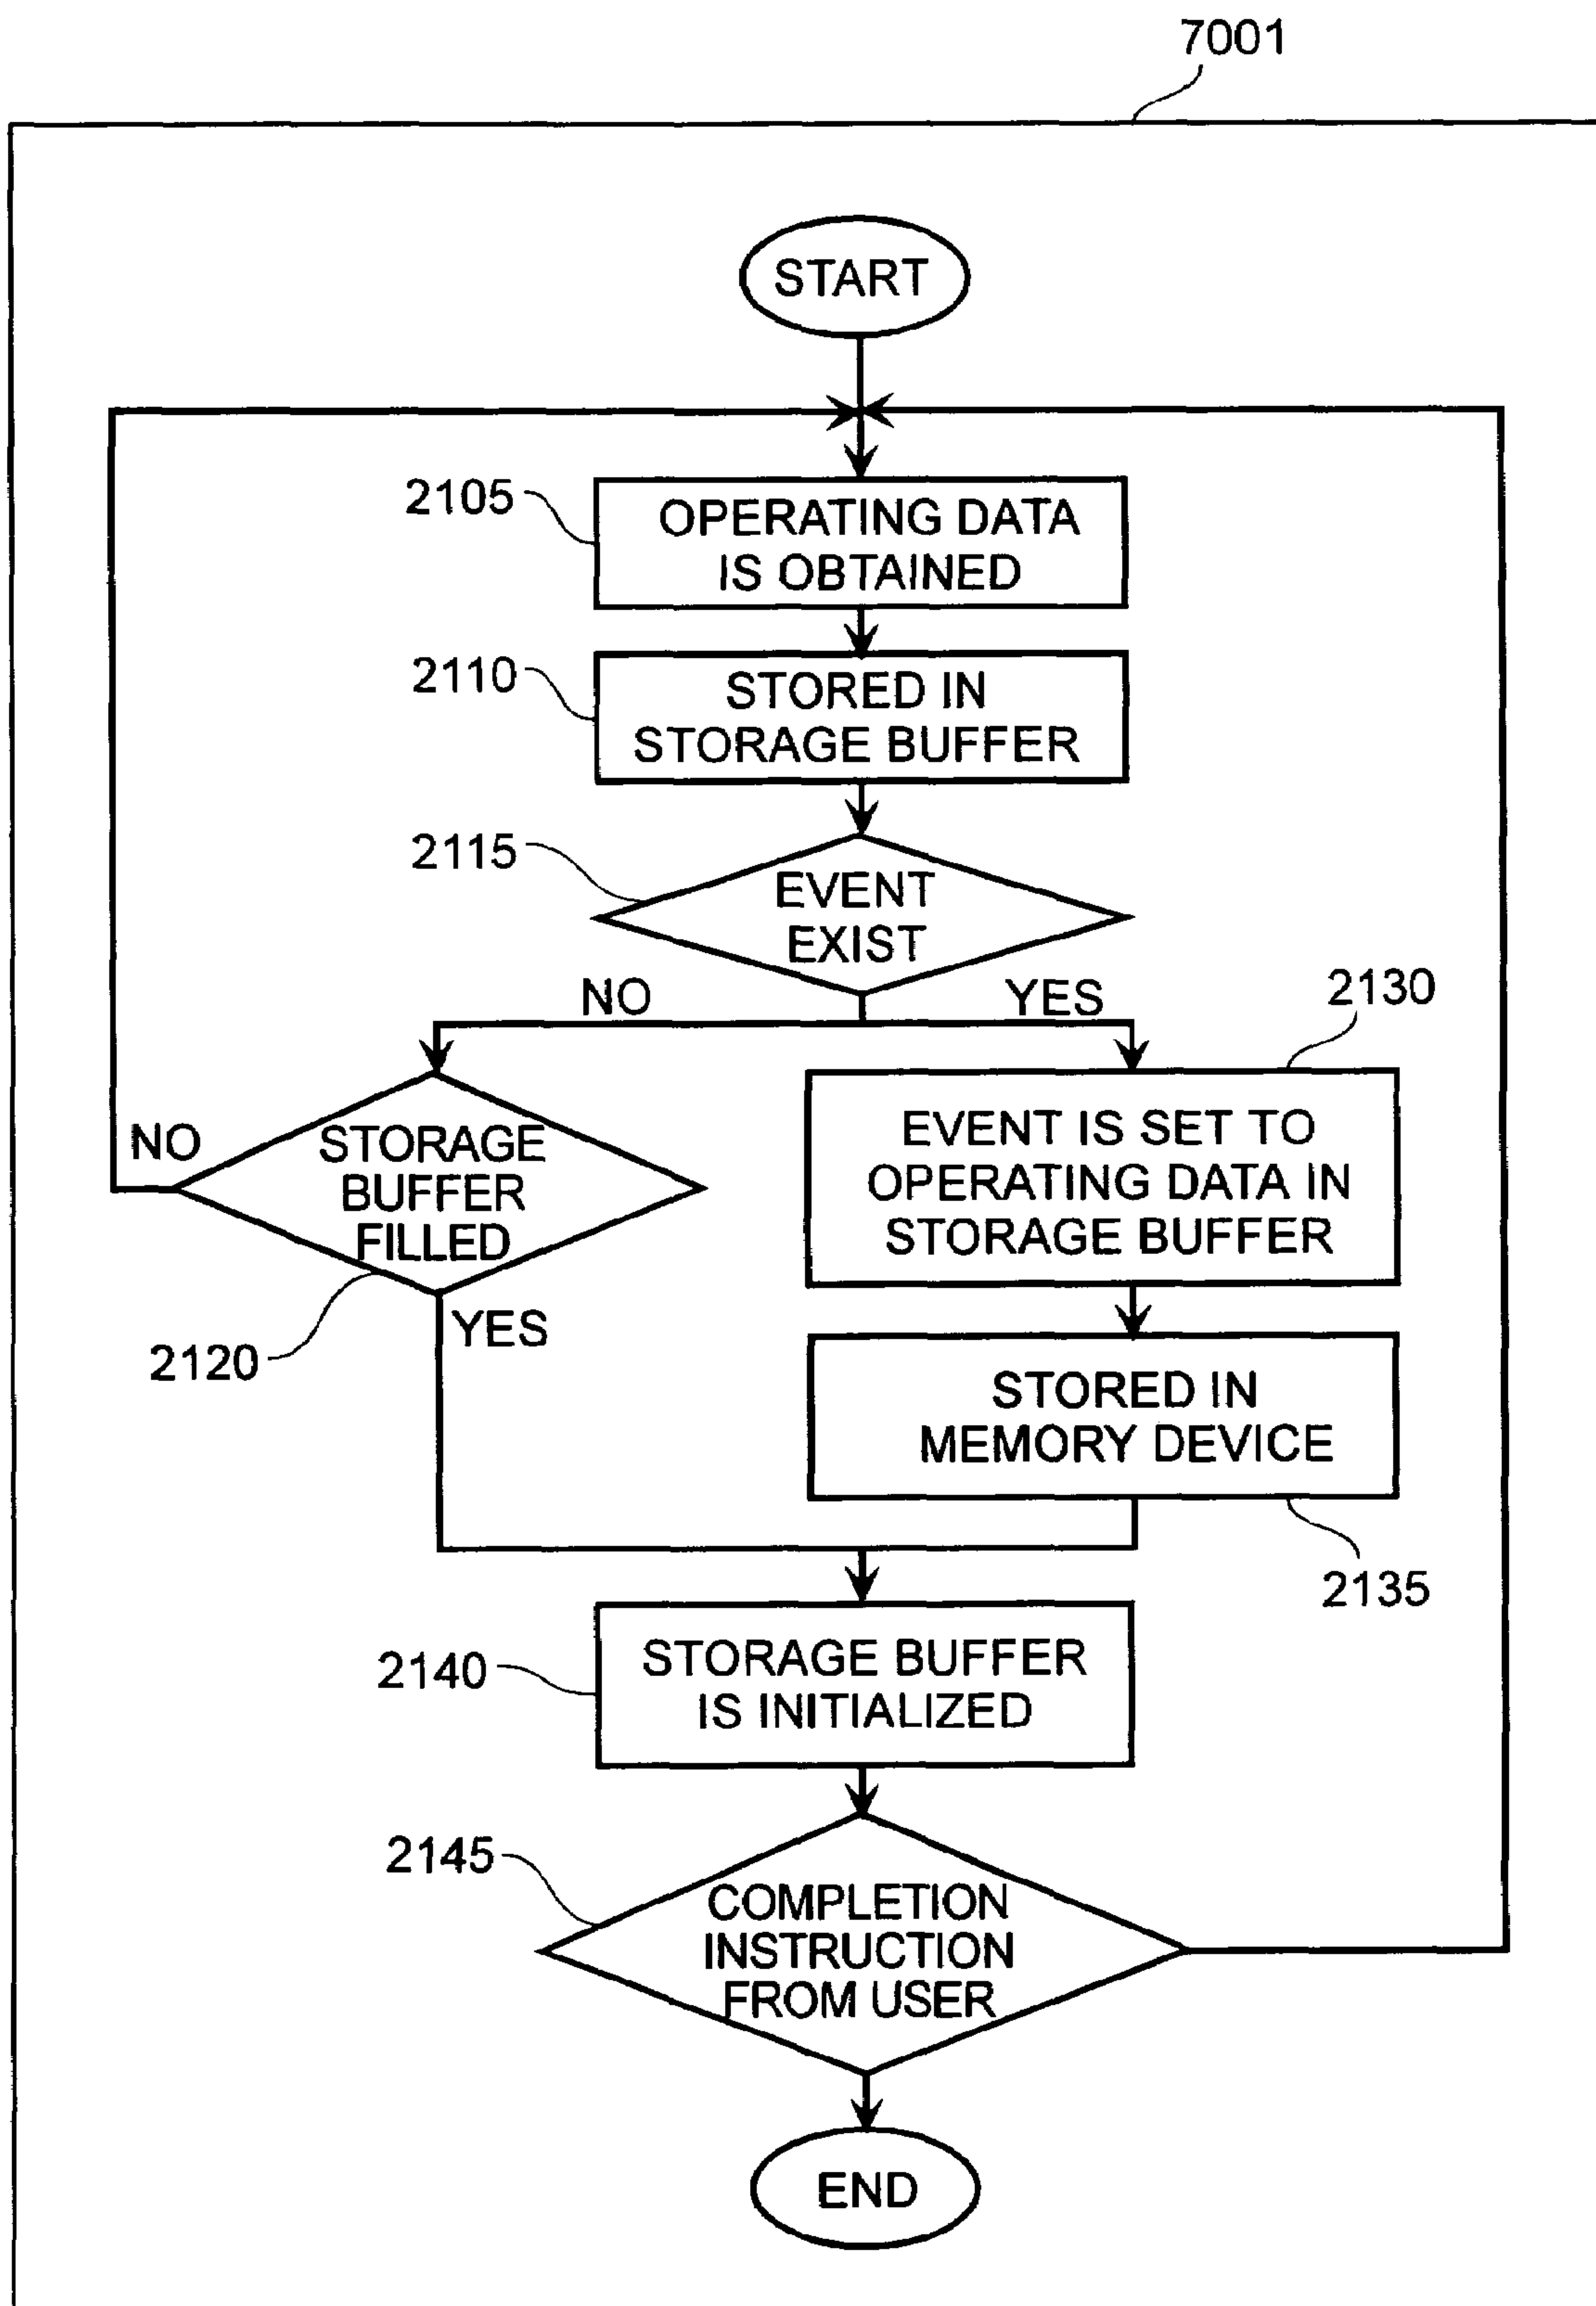 7001
START
2105
OPERATING DATA
IS OBTAINED
2110
STORED IN
STORAGE BUFFER
2115
EVENT
EXIST
NO
YES
2130
NO
STORAGE
BUFFER
FILLED
EVENT IS SET TO
OPERATING DATA IN
STORAGE BUFFER
YES
2120
STORED IN
MEMORY DEVICE
2135
2140
STORAGE BUFFER
IS INITIALIZED
2145
COMPLETION
INSTRUCTION
FROM USER
END